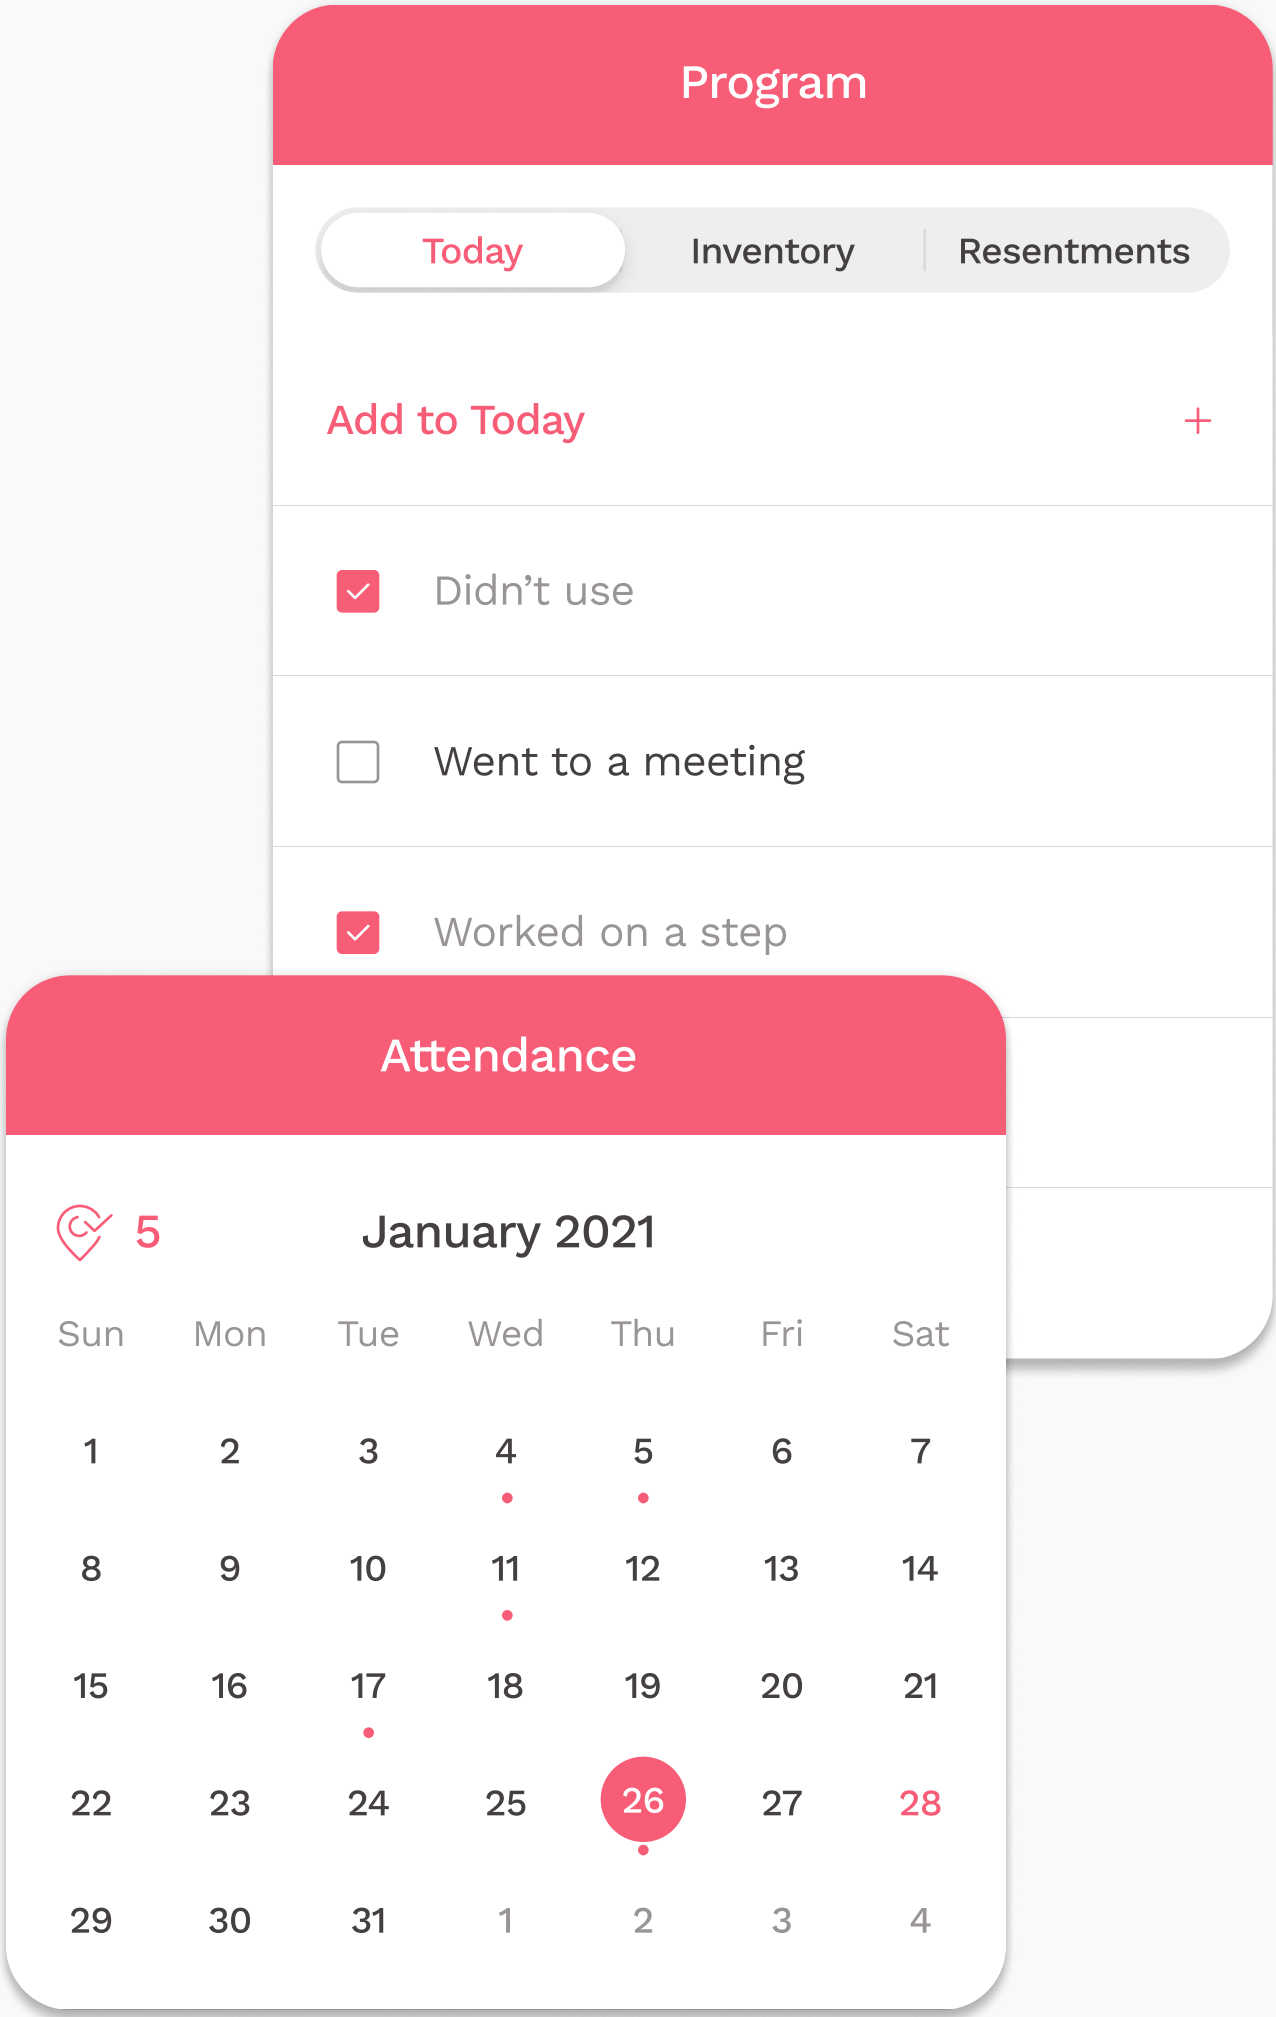 Program
Today Inventory Resentments
Add to Today +
Didn’t use
Went to a meeting
Worked on a step
Attendance
5 January 2021
Sun Mon Tue Wed Thu Fri Sat
1 2 3 4 5 6 7
8 9 10 11 12 13 14
15 16 17 18 19 20 21
22 23 24 25 26 27 28
29 30 31 1 2 3 4